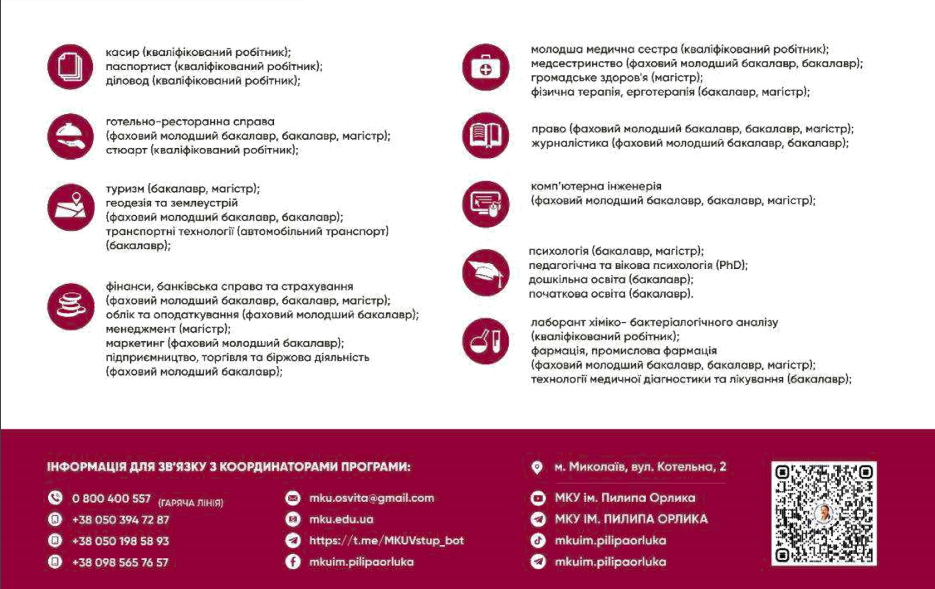 касир (кваліфікований робітник);
паспортист (кваліфікований робітник);
діловод (кваліфікований робітник);
готельно-ресторанна справа
(фаховий молодший бакалавр, бакалавр, магістр);
стюарт (кваліфікований робітник);
туризм (бакалавр, магістр);
геодезія та землеустрій
(фаховий молодший бакалавр, бакалавр);
транспортні технології (автомобільний транспорт)
(бакалавр);
фінанси, банківська справа та страхування
(фаховий молодший бакалавр, бакалавр, магістр);
облік та оподаткування (фаховий молодший бакалавр);
менеджмент (магістр);
маркетинг (фаховий молодший бакалавр);
підприємництво, торгівля та біржова діяльність
(фаховий молодший бакалавр);
молодша медична сестра (кваліфікований робітник);
медсестринство (фаховий молодший бакалавр, бакалавр);
громадське здоров'я (магістр);
фізична терапія, ерготерапія (бакалавр, магістр);
право (фаховий молодший бакалавр, бакалавр, магістр);
журналістика (фаховий молодший бакалавр, бакалавр);
комп'ютерна інженерія
(фаховий молодший бакалавр, бакалавр, магістр);
психологія (бакалавр, магістр);
педагогічна та вікова психологія (PhD);
дошкільна освіта (бакалавр);
початкова освіта (бакалавр).
лаборант хіміко- бактеріалогічного аналізу
(кваліфікований робітник);
фармація, промислова фармація
(фаховий молодший бакалавр, бакалавр, магістр);
технології медичної діагностики та лікування (бакалавр);
ІНФОРМАЦІЯ ДЛЯ ЗВ'ЯЗКУ З КООРДИНАТОРАМИ ПРОГРАМИ:
0 800 400 557 (ГАРЯЧА ЛІНІЯ)
+38 050 394 72 87
+38 050 198 58 93
+38 098 565 76 57
mku.osvita@gmail.com
mku.edu.ua
https://t.me/MKUVstup_bot
mkuim.pilipaorluka
м. Миколаїв, вул. Котельна, 2
МКУ ім. Пилипа Орлика
МКУ ІМ. ПИЛИПА ОРЛИКА
mkuim.pilipaorluka
mkuim.pilipaorluka